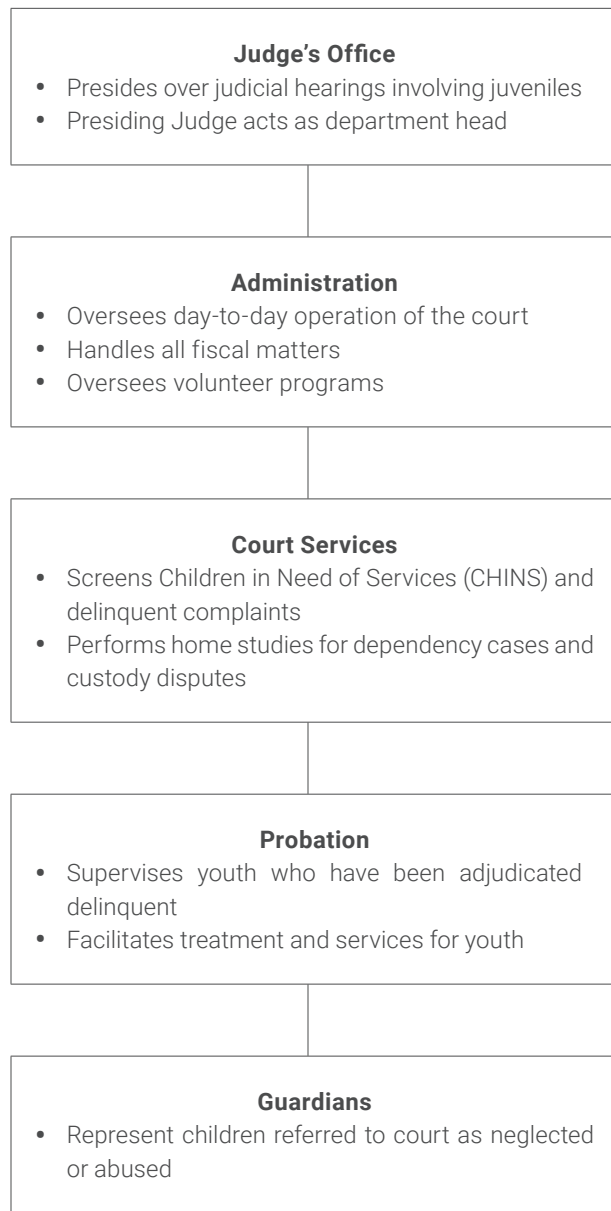 Judge’s Office
• Presides over judicial hearings involving juveniles
• Presiding Judge acts as department head
Administration
• Oversees day-to-day operation of the court
• Handles all fiscal matters
• Oversees volunteer programs
Court Services
• Screens Children in Need of Services (CHINS) and
delinquent complaints
• Performs home studies for dependency cases and
custody disputes
Probation
• Supervises youth who have been adjudicated
delinquent
• Facilitates treatment and services for youth
Guardians
• Represent children referred to court as neglected
or abused